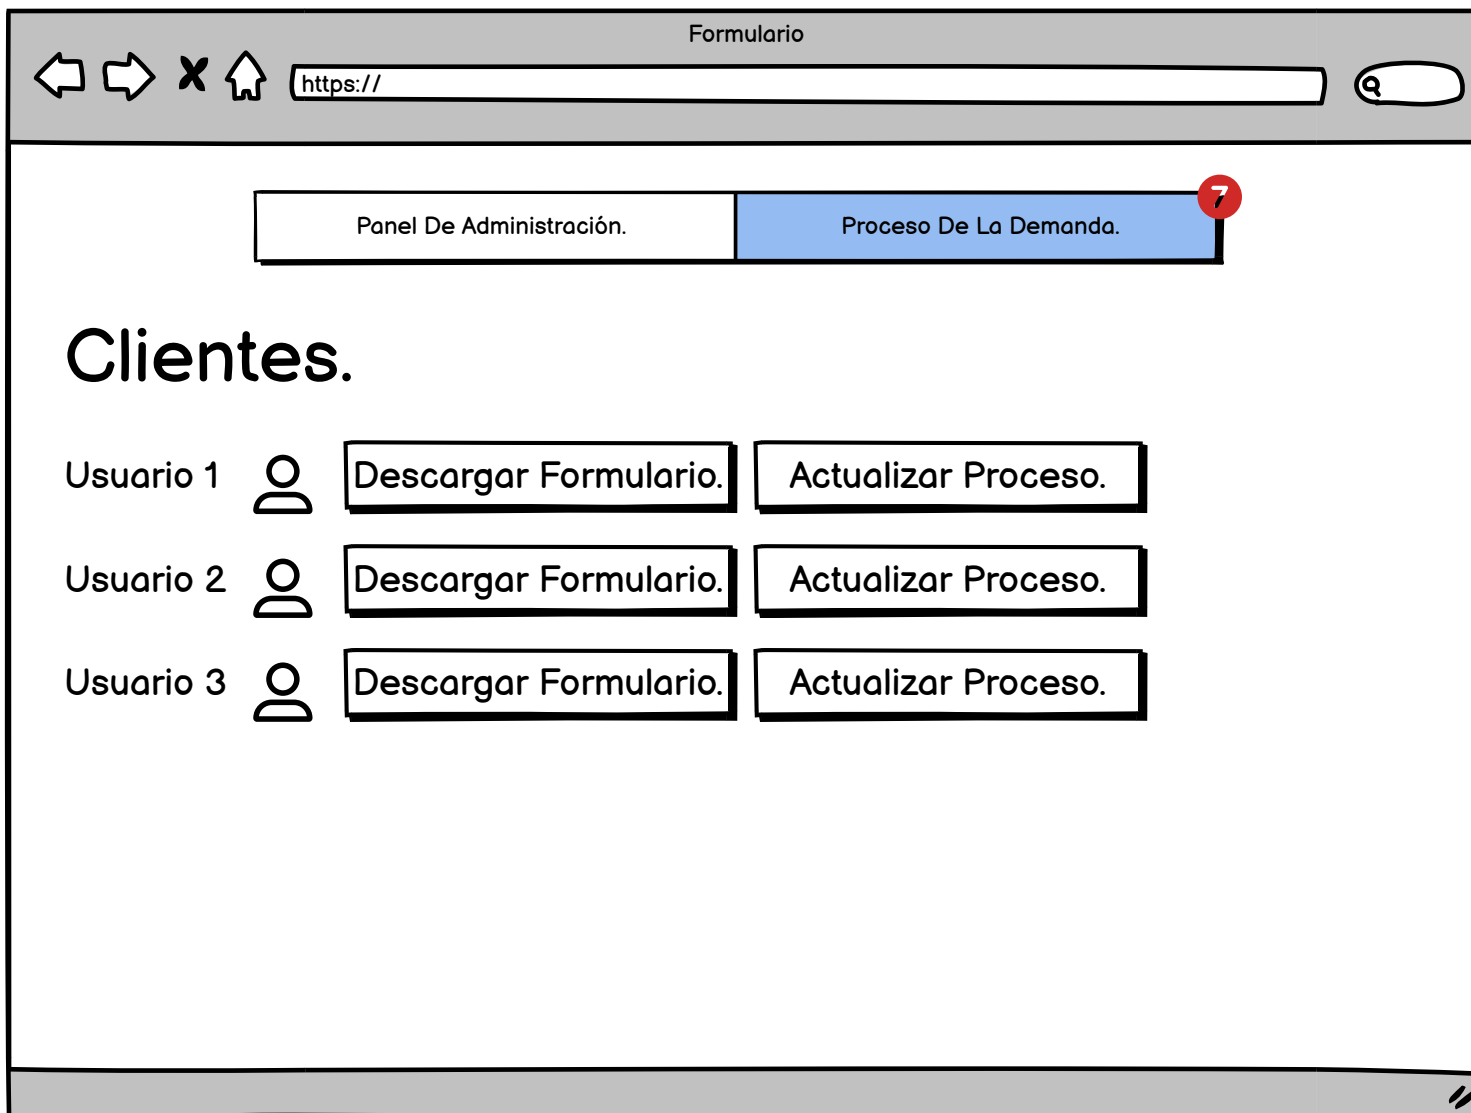 Formulario
https://
Panel De Administración.
Proceso De La Demanda.
7
Clientes.
Usuario 1
Descargar Formulario.
Actualizar Proceso.
Usuario 2
Descargar Formulario.
Actualizar Proceso.
Usuario 3
Descargar Formulario.
Actualizar Proceso.